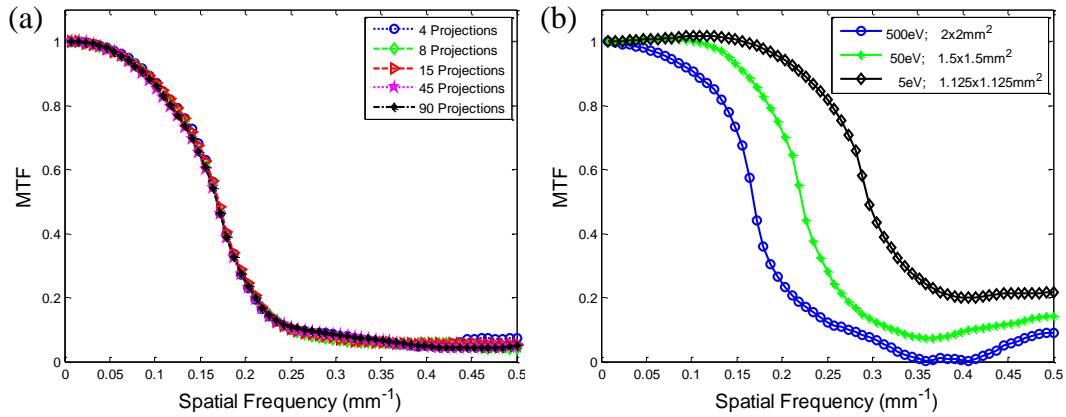 (a)
4 Projections
8 Projections
15 Projections
45 Projections
90 Projections
MTF
1
0.8
0.6
0.4
0.2
0
0 0.05 0.1 0.15 0.2 0.25 0.3 0.35 0.4 0.45 0.5
Spatial Frequency (mm⁻¹)
(b)
500eV; 2x2mm²
50eV; 1.5x1.5mm²
5eV; 1.125x1.125mm²
MTF
1
0.8
0.6
0.4
0.2
0
0 0.05 0.1 0.15 0.2 0.25 0.3 0.35 0.4 0.45 0.5
Spatial Frequency (mm⁻¹)